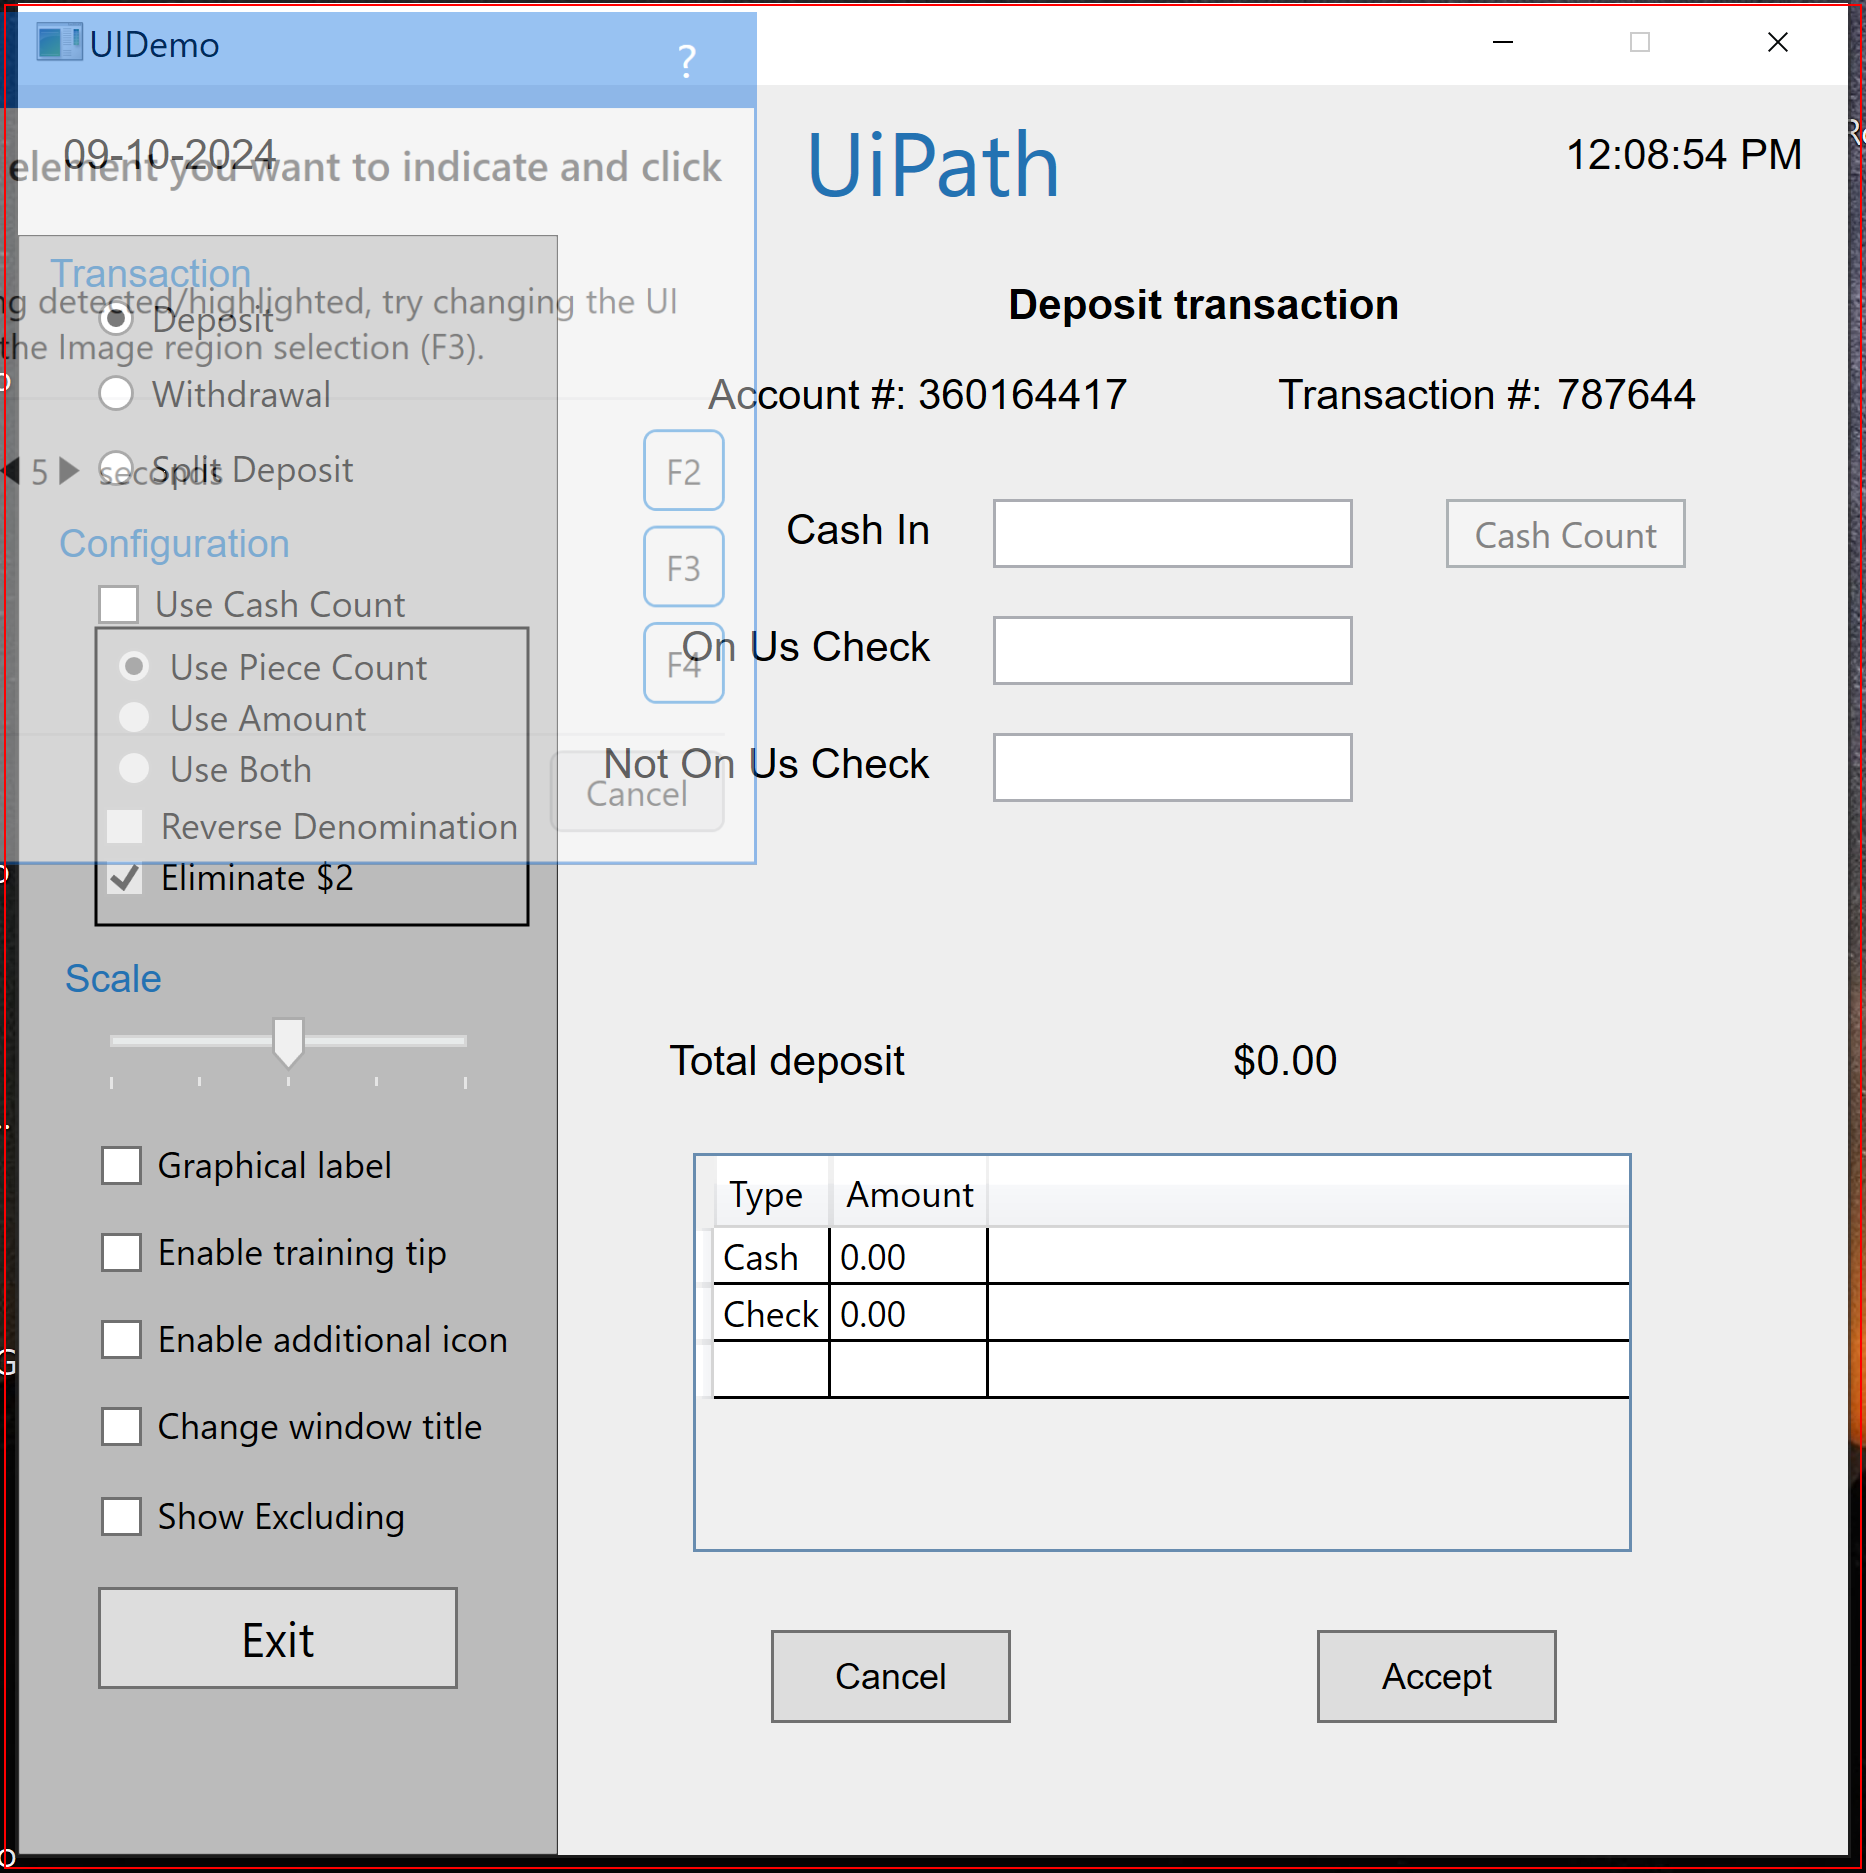 UIDemo
?
09-10-2024
element you want to indicate and click
UiPath
12:08:54 PM
Transaction
detected/highlighted, try changing the UI
Deposit
the Image region selection (F3).
Withdrawal
5 seconds
Split Deposit
Configuration
Use Cash Count
Use Piece Count
Use Amount
Use Both
Reverse Denomination
Eliminate $2
F2
F3
F4
Cancel
Scale
Graphical label
Enable training tip
Enable additional icon
Change window title
Show Excluding
Exit
Deposit transaction
Account #: 360164417
Transaction #: 787644
Cash In
Cash Count
On Us Check
Not On Us Check
Total deposit
$0.00
Type Amount
Cash 0.00
Check 0.00
Cancel
Accept